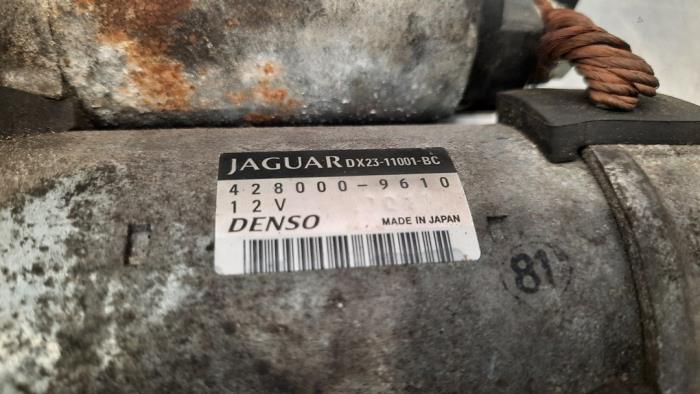 JAGUAR DX23-11001-BC
428000-9610
12V
DENSO MADE IN JAPAN
81